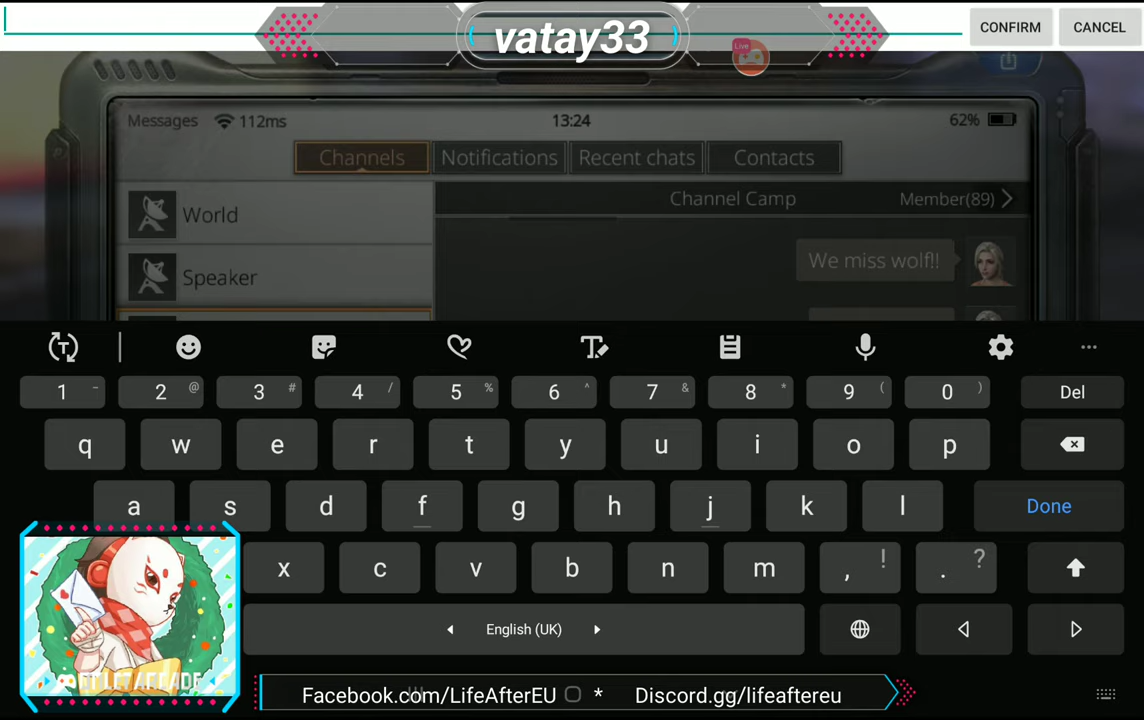 vatay33
CONFIRM CANCEL
Live
Messages 112ms 13:24 62%
Channels Notifications Recent chats Contacts
World
Channel Camp Member(89)
We miss wolf!!
Speaker
1 - 2 @ 3 # 4 / 5 % 6 ^ 7 & 8 * 9 ( 0 ) Del
q w e r t y u i o p
a s d f g h j k l Done
x c v b n m , ! . ?
English (UK)
Facebook.com/LifeAfterEU * Discord.gg/lifeaftereu